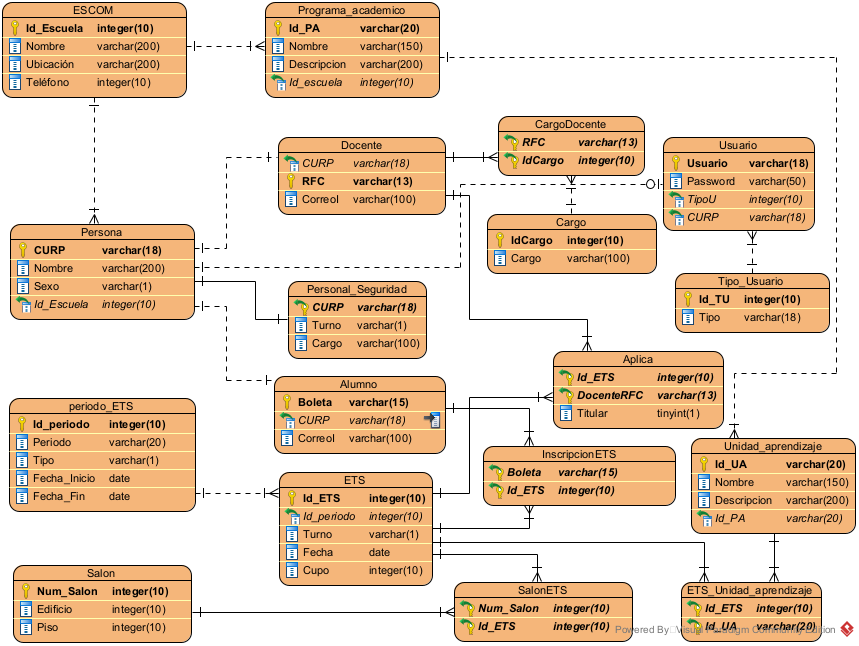 ESCOM
Id_Escuela integer(10)
Nombre varchar(200)
Ubicación varchar(200)
Teléfono integer(10)
Programa_academico
Id_PA varchar(20)
Nombre varchar(150)
Descripcion varchar(200)
Id_escuela integer(10)
Docente
CURP varchar(18)
RFC varchar(13)
Correol varchar(100)
CargoDocente
RFC varchar(13)
IdCargo integer(10)
Usuario
Usuario varchar(18)
Password varchar(50)
TipoU integer(10)
CURP varchar(18)
Cargo
IdCargo integer(10)
Cargo varchar(100)
Persona
CURP varchar(18)
Nombre varchar(200)
Sexo varchar(1)
Id_Escuela integer(10)
Personal_Seguridad
CURP varchar(18)
Turno varchar(1)
Cargo varchar(100)
Tipo_Usuario
Id_TU integer(10)
Tipo varchar(18)
Aplica
Id_ETS integer(10)
DocenteRFC varchar(13)
Titular tinyint(1)
Alumno
Boleta varchar(15)
CURP varchar(18)
Correol varchar(100)
periodo_ETS
Id_periodo integer(10)
Periodo varchar(20)
Tipo varchar(1)
Fecha_Inicio date
Fecha_Fin date
InscripcionETS
Boleta varchar(15)
Id_ETS integer(10)
Unidad_aprendizaje
Id_UA varchar(20)
Nombre varchar(150)
Descripcion varchar(200)
Id_PA varchar(20)
ETS
Id_ETS integer(10)
Id_periodo integer(10)
Turno varchar(1)
Fecha date
Cupo integer(10)
Salon
Num_Salon integer(10)
Edificio integer(10)
Piso integer(10)
SalonETS
Num_Salon integer(10)
Id_ETS integer(10)
ETS_Unidad_aprendizaje
Id_ETS integer(10)
Id_UA varchar(20)
Powered By Visual Paradigm Community Edition